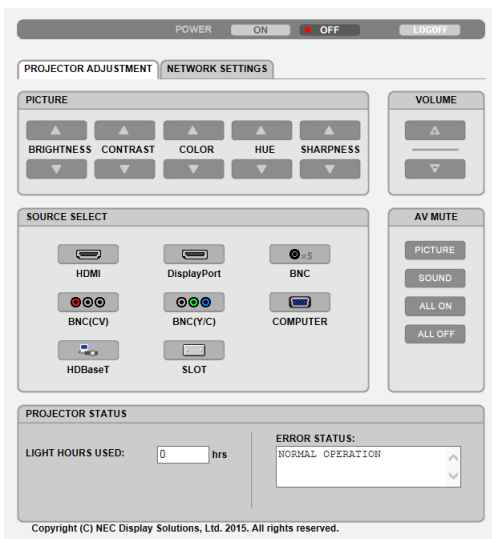 POWER ON OFF LOGOFF
PROJECTOR ADJUSTMENT NETWORK SETTINGS
PICTURE
BRIGHTNESS CONTRAST COLOR HUE SHARPNESS
VOLUME
SOURCE SELECT
HDMI DisplayPort x5 BNC
BNC(CV) BNC(Y/C) COMPUTER
HDBaseT SLOT
AV MUTE
PICTURE
SOUND
ALL ON
ALL OFF
PROJECTOR STATUS
LIGHT HOURS USED: 0 hrs
ERROR STATUS:
NORMAL OPERATION
Copyright (C) NEC Display Solutions, Ltd. 2015. All rights reserved.